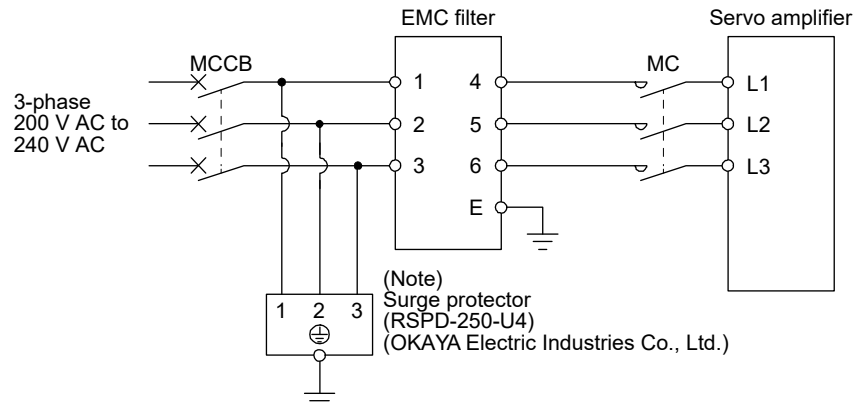 EMC filter
Servo amplifier
MCCB
MC
3-phase
200 V AC to
240 V AC
1
4
L1
2
5
L2
3
6
L3
E
(Note)
Surge protector
(RSPD-250-U4)
(OKAYA Electric Industries Co., Ltd.)
1 2 3